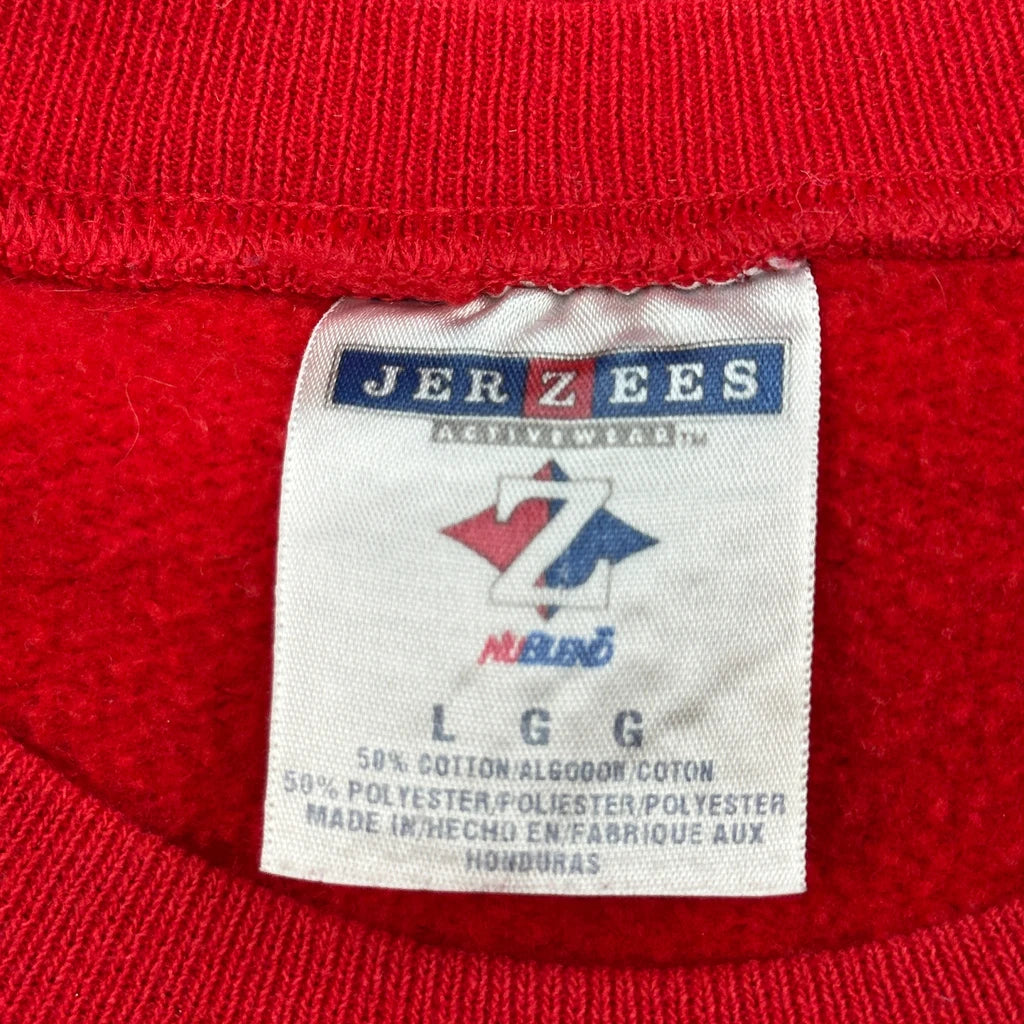 JERZEES
ACTIVEWEAR™
Z
NUBLEND
L G G
50% COTTON/ALGODON/COTON
50% POLYESTER/POLIESTER/POLYESTER
MADE IN/HECHO EN/FABRIQUE AUX
HONDURAS